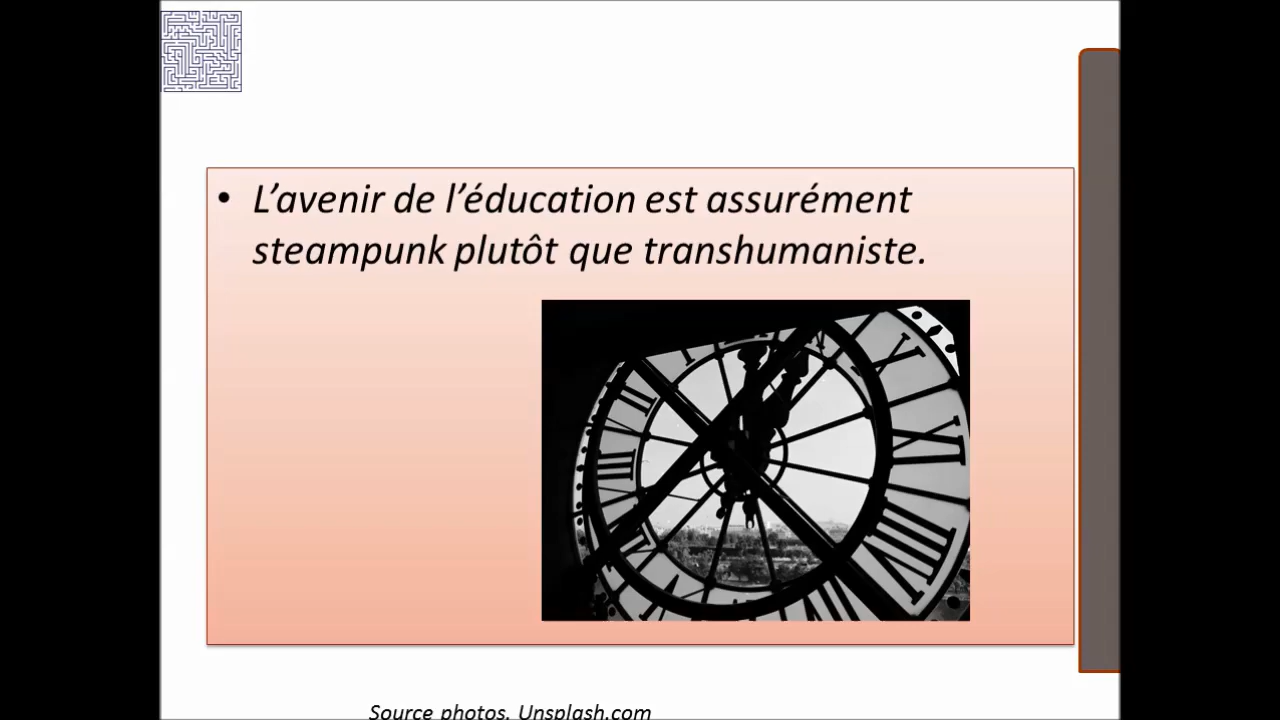 • L’avenir de l’éducation est assurément
steampunk plutôt que transhumaniste.
Source photos, Unsplash.com